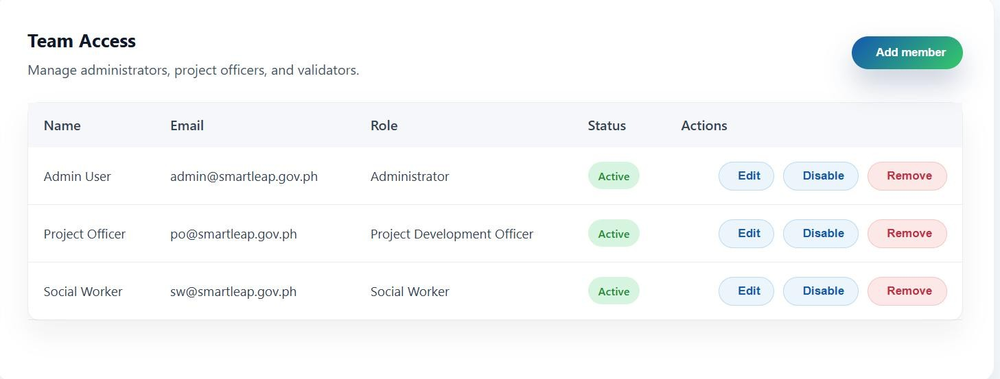 Team Access
Manage administrators, project officers, and validators.
Add member
Name Email Role Status Actions
Admin User admin@smartleap.gov.ph Administrator Active Edit Disable Remove
Project Officer po@smartleap.gov.ph Project Development Officer Active Edit Disable Remove
Social Worker sw@smartleap.gov.ph Social Worker Active Edit Disable Remove